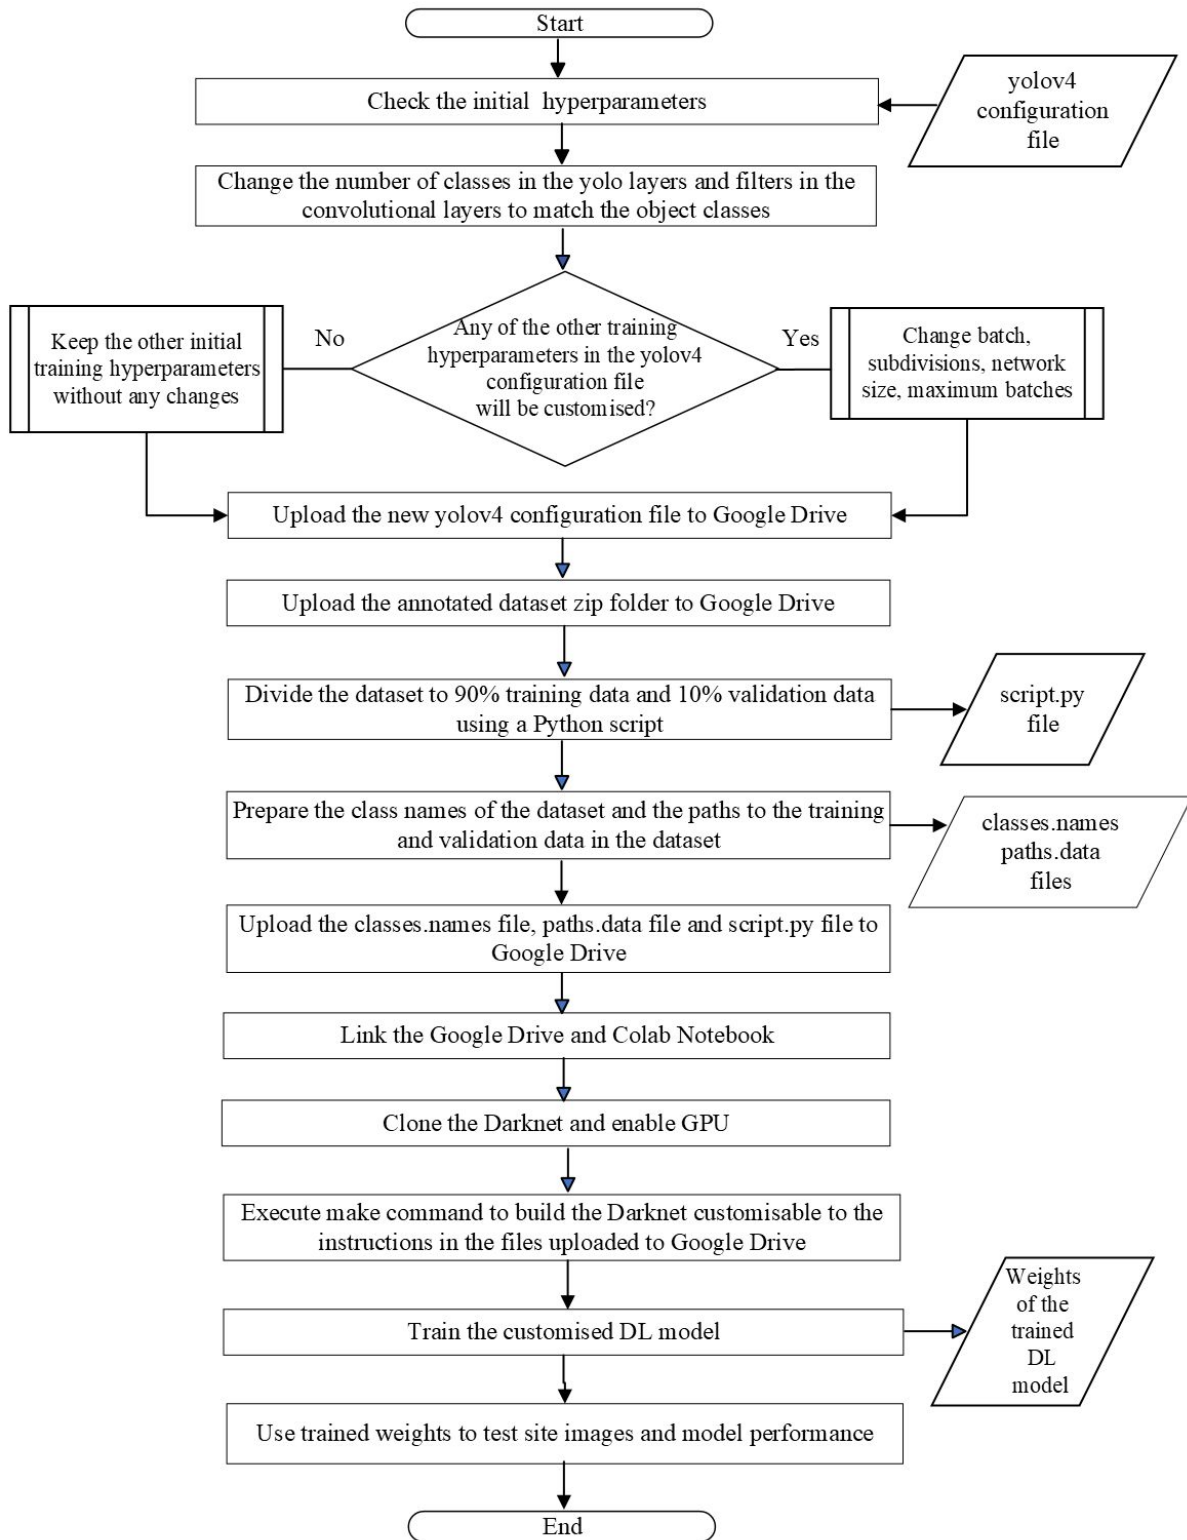 Start
Check the initial hyperparameters
yolov4
configuration
file
Change the number of classes in the yolo layers and filters in the
convolutional layers to match the object classes
Any of the other training
hyperparameters in the yolov4
configuration file
will be customised?
No
Keep the other initial
training hyperparameters
without any changes
Yes
Change batch,
subdivisions, network
size, maximum batches
Upload the new yolov4 configuration file to Google Drive
Upload the annotated dataset zip folder to Google Drive
Divide the dataset to 90% training data and 10% validation data
using a Python script
script.py
file
Prepare the class names of the dataset and the paths to the training
and validation data in the dataset
classes.names
paths.data
files
Upload the classes.names file, paths.data file and script.py file to
Google Drive
Link the Google Drive and Colab Notebook
Clone the Darknet and enable GPU
Execute make command to build the Darknet customisable to the
instructions in the files uploaded to Google Drive
Train the customised DL model
Weights
of the
trained
DL
model
Use trained weights to test site images and model performance
End